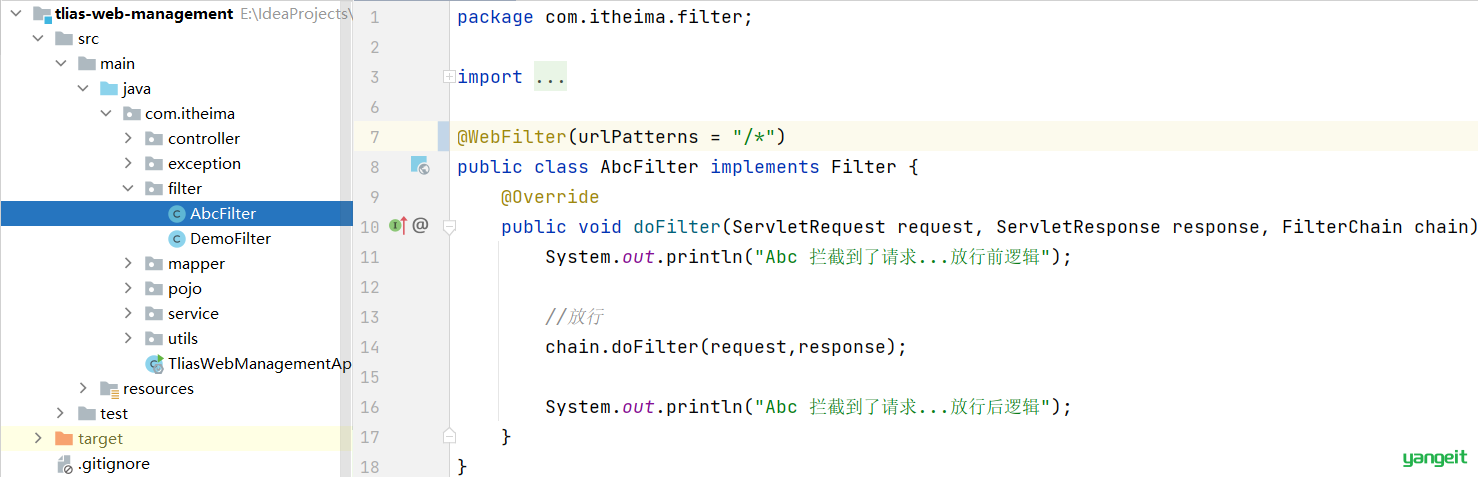 tlias-web-management E:\IdeaProjects\
src
main
java
com.itheima
controller
exception
filter
AbcFilter
DemoFilter
mapper
pojo
service
utils
TliasWebManagementAp
resources
test
target
.gitignore
1 package com.itheima.filter;
2
3 import ...
6
7 @WebFilter(urlPatterns = "/*")
8 public class AbcFilter implements Filter {
9 @Override
10 @ public void doFilter(ServletRequest request, ServletResponse response, FilterChain chain)
11 System.out.println("Abc 拦截到了请求...放行前逻辑");
12
13 //放行
14 chain.doFilter(request,response);
15
16 System.out.println("Abc 拦截到了请求...放行后逻辑");
17 }
18 }
yangeit